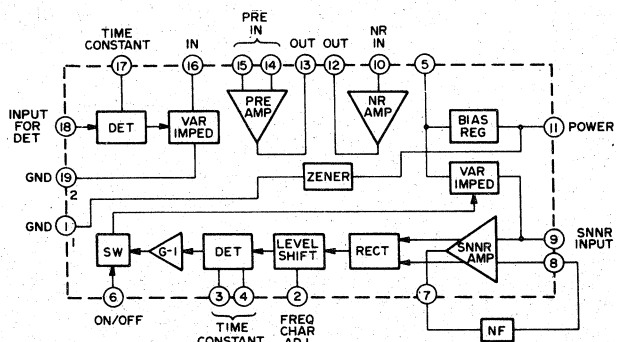 TIME
CONSTANT
IN
PRE
IN
OUT
OUT
NR
IN
17
16
15
14
13
12
10
5
INPUT
FOR
DET
18
DET
VAR
IMPED
PRE
AMP
NR
AMP
BIAS
REG
11
POWER
GND
19
2
ZENER
VAR
IMPED
GND
1
1
SW
G-1
DET
LEVEL
SHIFT
RECT
SNNR
AMP
9
8
SNNR
INPUT
6
3
4
2
7
ON/OFF
TIME
CONSTANT
FREQ
CHAR
ADJ
NF